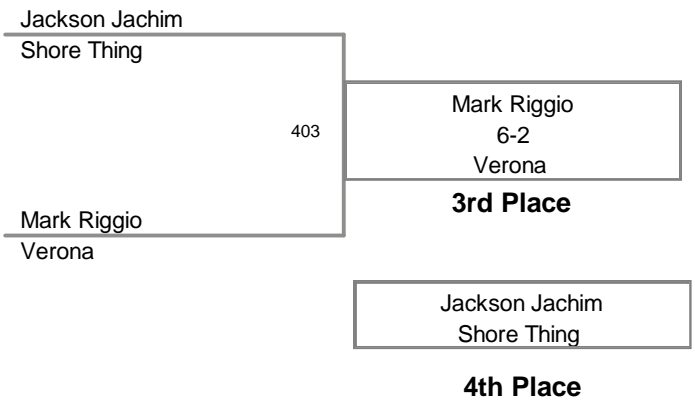 Jackson Jachim
Shore Thing
403
Mark Riggio
6-2
Verona
3rd Place
Mark Riggio
Verona
Jackson Jachim
Shore Thing
4th Place